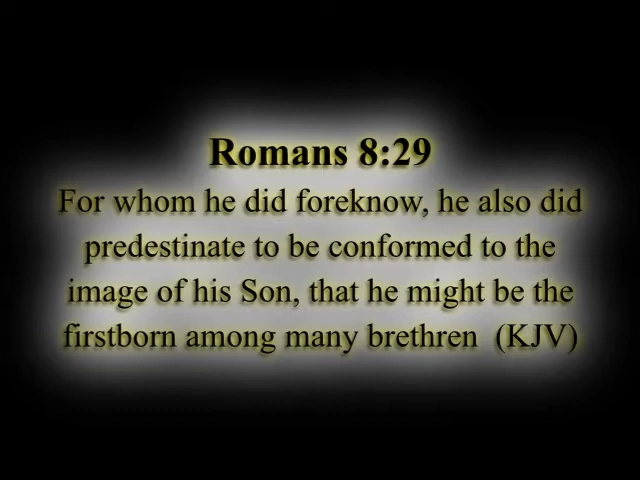 Romans 8:29
For whom he did foreknow, he also did
predestinate to be conformed to the
image of his Son, that he might be the
firstborn among many brethren (KJV)